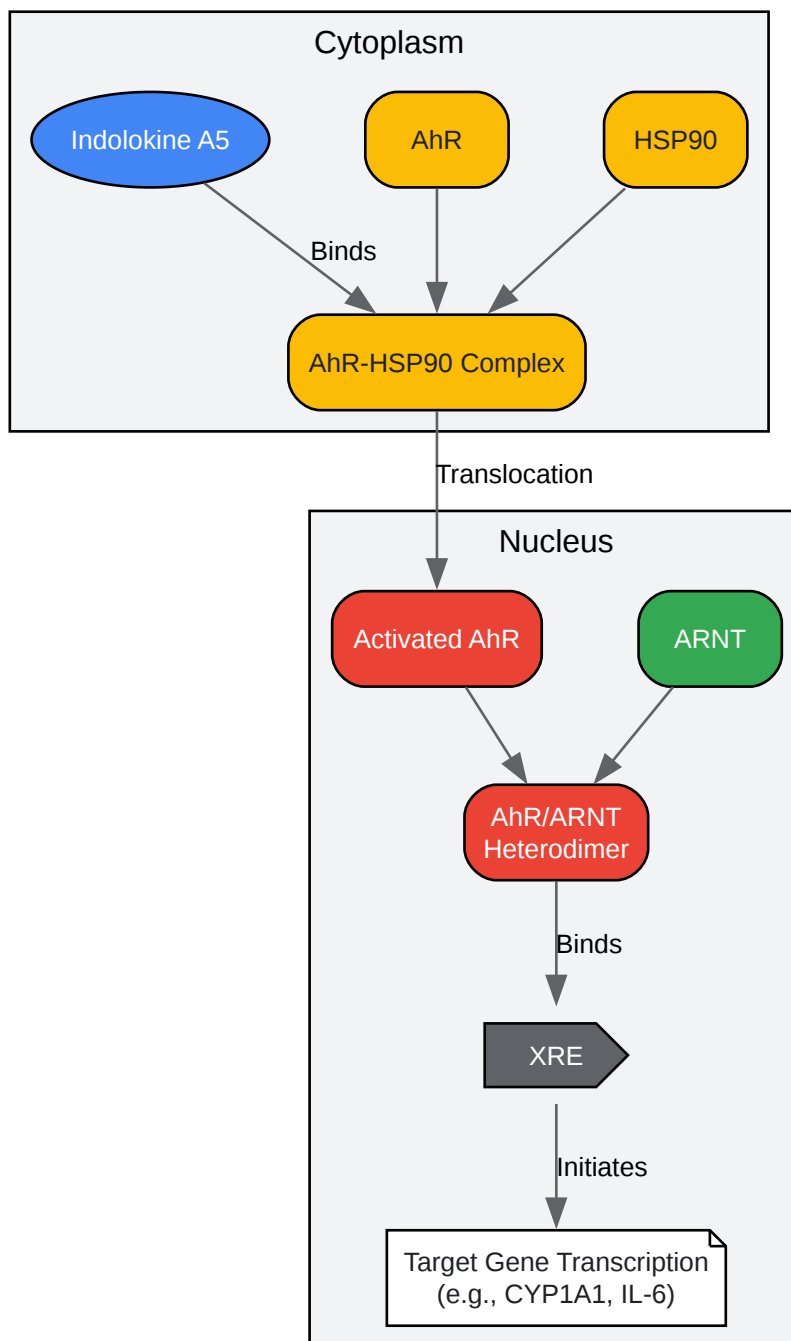 Cytoplasm
Indolokine A5
AhR
HSP90
Binds
AhR-HSP90 Complex
Translocation
Nucleus
Activated AhR
ARNT
AhR/ARNT
Heterodimer
Binds
XRE
Initiates
Target Gene Transcription
(e.g., CYP1A1, IL-6)